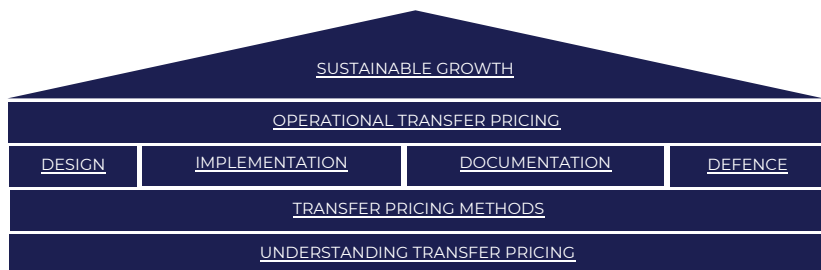 SUSTAINABLE GROWTH
OPERATIONAL TRANSFER PRICING
DESIGN
IMPLEMENTATION
DOCUMENTATION
DEFENCE
TRANSFER PRICING METHODS
UNDERSTANDING TRANSFER PRICING